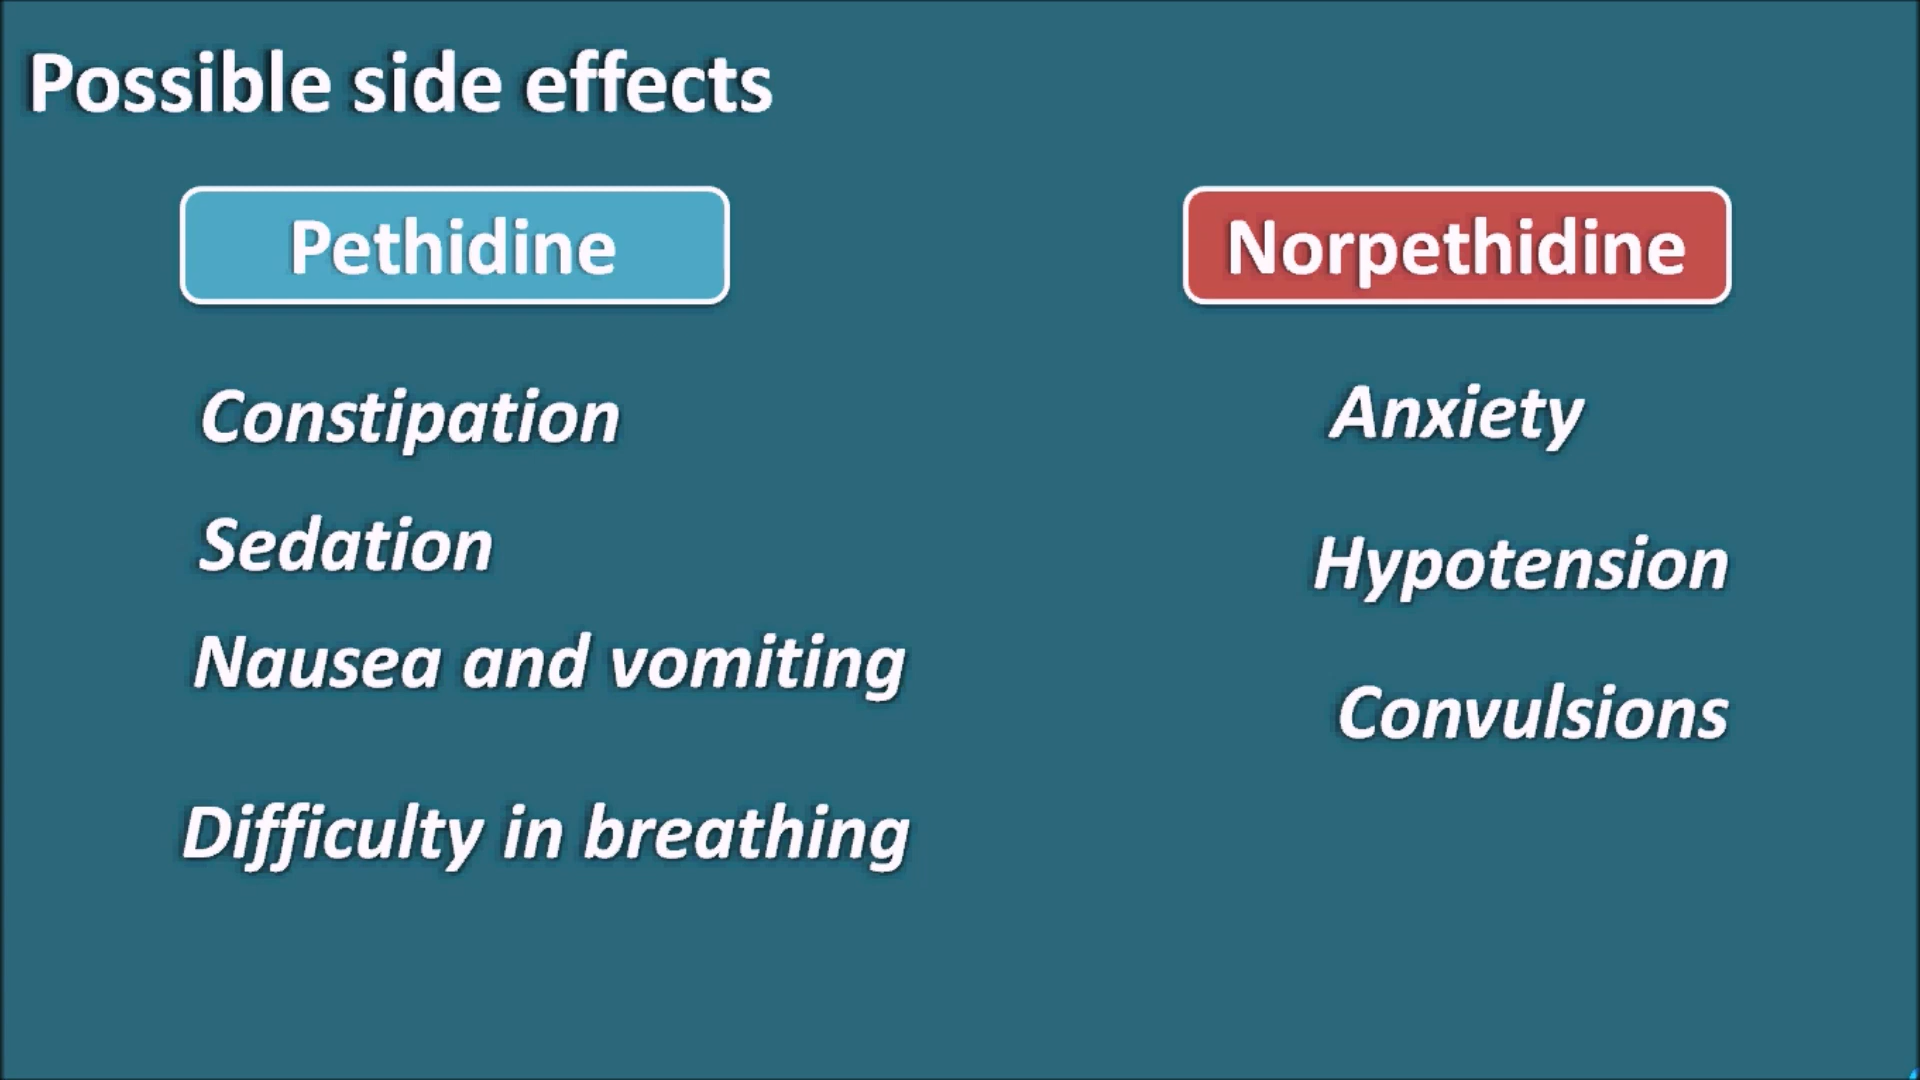 Possible side effects
Pethidine
Constipation
Sedation
Nausea and vomiting
Difficulty in breathing
Norpethidine
Anxiety
Hypotension
Convulsions